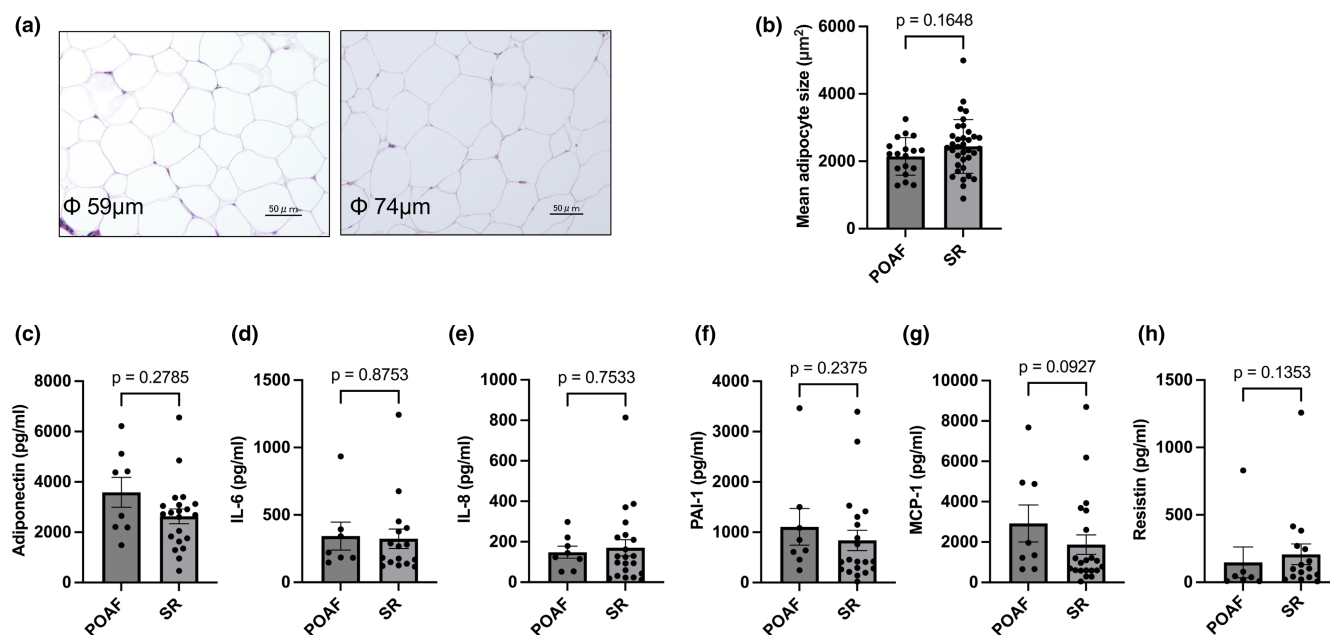 (a)
Φ 59μm
50μm
Φ 74μm
50μm
(b)
p = 0.1648
Mean adipocyte size (μm²)
6000
4000
2000
0
POAF
SR
(c)
p = 0.2785
Adiponectin (pg/ml)
8000
6000
4000
2000
0
POAF
SR
(d)
p = 0.8753
IL-6 (pg/ml)
1500
1000
500
0
POAF
SR
(e)
p = 0.7533
IL-8 (pg/ml)
1000
800
600
400
200
0
POAF
SR
(f)
p = 0.2375
PAI-1 (pg/ml)
4000
3000
2000
1000
0
POAF
SR
(g)
p = 0.0927
MCP-1 (pg/ml)
10000
8000
6000
4000
2000
0
POAF
SR
(h)
p = 0.1353
Resistin (pg/ml)
1500
1000
500
0
POAF
SR